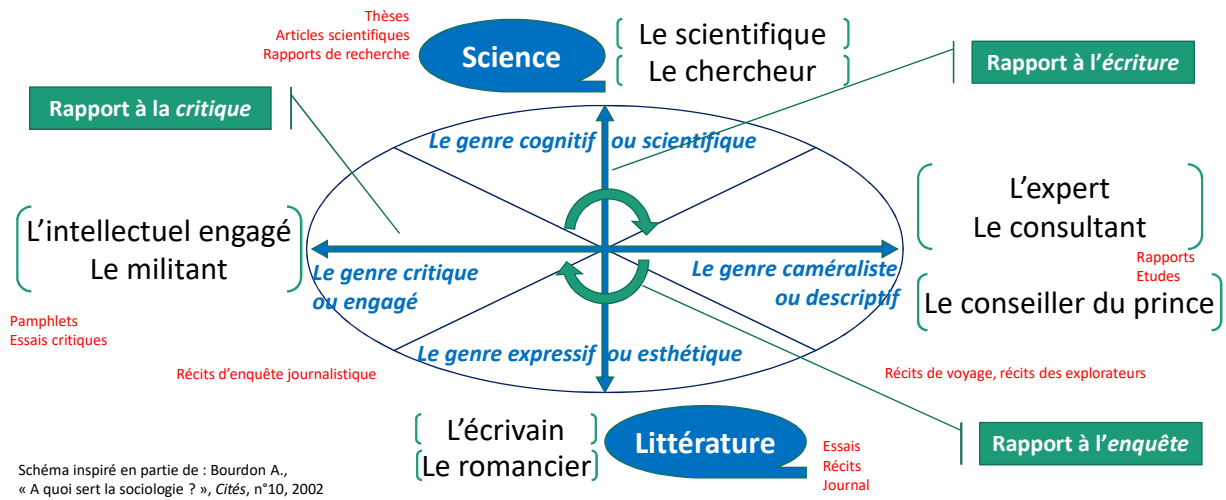 Thèses
Articles scientifiques
Rapports de recherche
Science
Le scientifique
Le chercheur
Rapport à l'écriture
Rapport à la critique
Le genre cognitif ou scientifique
L'intellectuel engagé
Le militant
L'expert
Le consultant
Rapports
Etudes
Le conseiller du prince
Le genre critique
ou engagé
Le genre caméraliste
ou descriptif
Pamphlets
Essais critiques
Le genre expressif ou esthétique
Récits d'enquête journalistique
Récits de voyage, récits des explorateurs
L'écrivain
Le romancier
Littérature
Essais
Récits
Journal
Rapport à l'enquête
Schéma inspiré en partie de : Bourdon A.,
« A quoi sert la sociologie ? », Cités, n°10, 2002